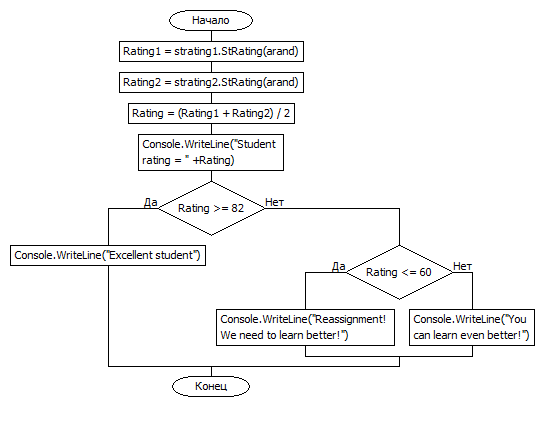 Начало
Rating1 = strating1.StRating(arand)
Rating2 = strating2.StRating(arand)
Rating = (Rating1 + Rating2) / 2
Console.WriteLine("Student
rating = " +Rating)
Да
Rating >= 82
Нет
Console.WriteLine("Excellent student")
Да
Rating <= 60
Нет
Console.WriteLine("Reassignment!
We need to learn better!")
Console.WriteLine("You
can learn even better!")
Конец